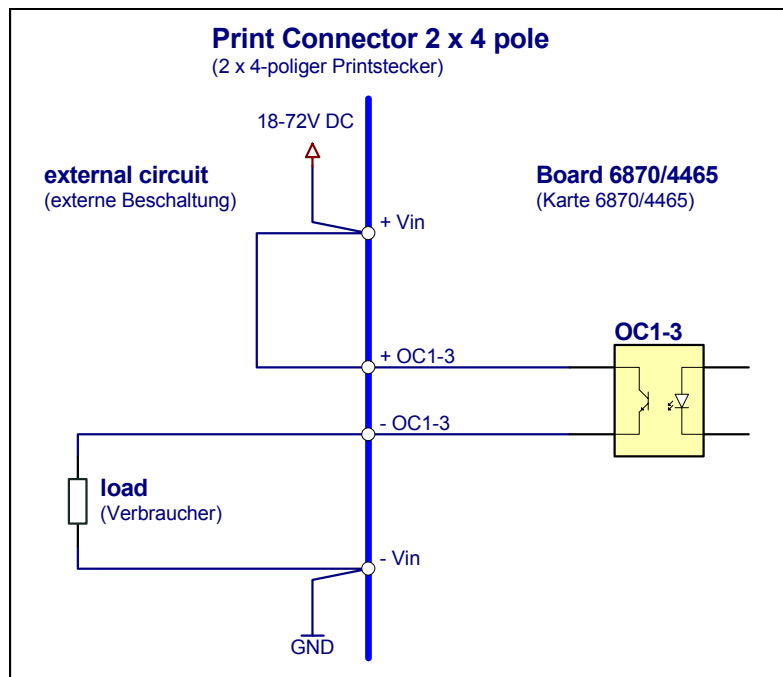 Print Connector 2 x 4 pole
(2 x 4-poliger Printstecker)
18-72V DC
external circuit
(externe Beschaltung)
Board 6870/4465
(Karte 6870/4465)
+ Vin
OC1-3
+ OC1-3
- OC1-3
load
(Verbraucher)
- Vin
GND